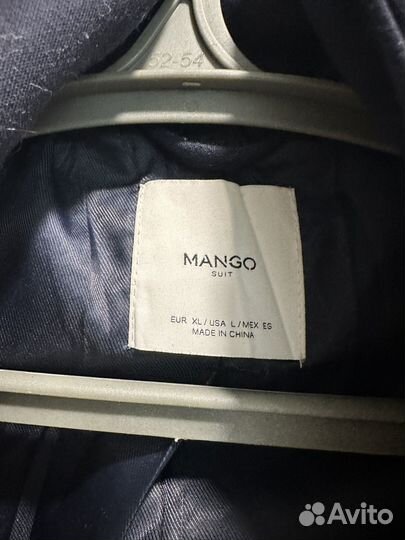 52-54
MANGO
SUIT
EUR XL / USA L / MEX EG
MADE IN CHINA
Avito